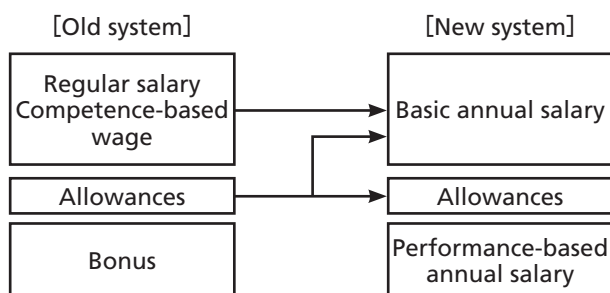 [Old system]
[New system]
Regular salary
Competence-based
wage
Basic annual salary
Allowances
Allowances
Bonus
Performance-based
annual salary